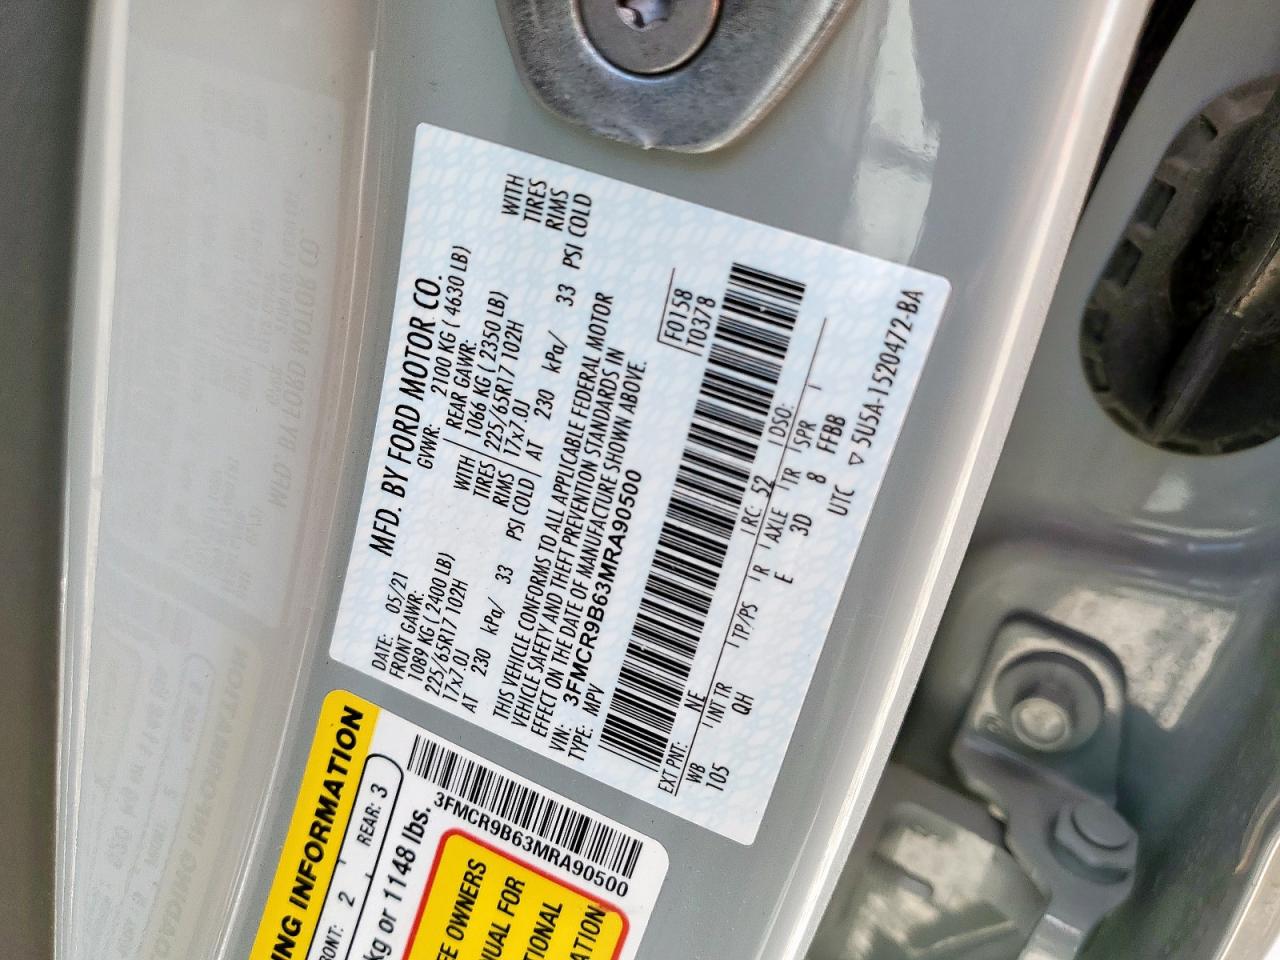 MFD. BY FORD MOTOR CO.
DATE: 05/21 GVWR: 2100 KG ( 4630 LB)
FRONT GAWR: REAR GAWR:
1089 KG ( 2400 LB) WITH 1066 KG ( 2350 LB) WITH
225/65R17 102H TIRES 225/65R17 102H TIRES
17x7.0J RIMS 17x7.0J RIMS
AT 230 kPa/ 33 PSI COLD AT 230 kPa/ 33 PSI COLD
THIS VEHICLE CONFORMS TO ALL APPLICABLE FEDERAL MOTOR
VEHICLE SAFETY AND THEFT PREVENTION STANDARDS IN
EFFECT ON THE DATE OF MANUFACTURE SHOWN ABOVE.
VIN: 3FMCR9B63MRA90500
TYPE: MPV
F0158
T0378
EXT PNT: NE RC: 52 DSO:
WB INT TR TP/PS R AXLE TR SPR
105 QH E 3D 8 FFBB
UTC ▽ 5U5A-1520472-BA
ING INFORMATION
FRONT: 2 REAR: 3
kg or 1148 lbs.
3FMCR9B63MRA90500
EE OWNERS
NUAL FOR
TIONAL
ATION